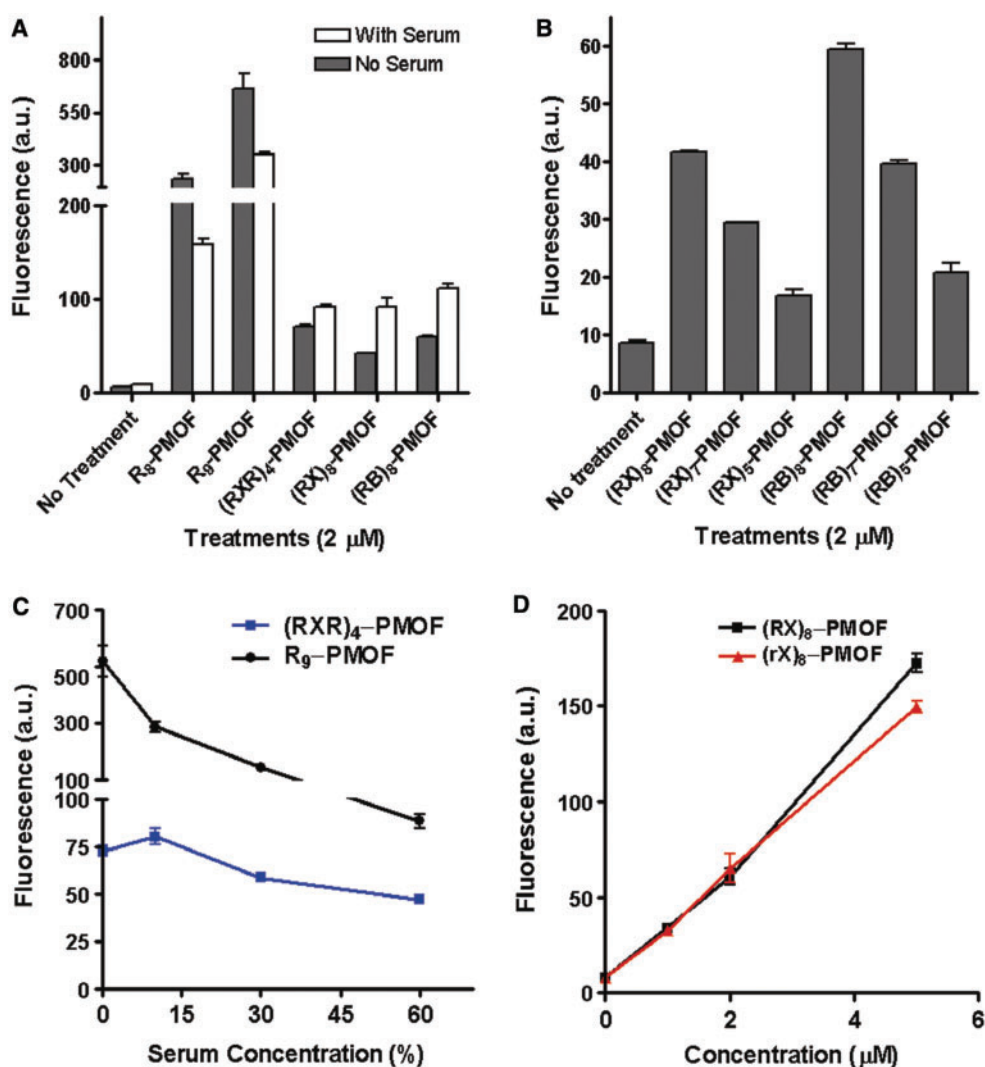 A
With Serum
No Serum
Fluorescence (a.u.)
800
550
300
200
100
0
No Treatment
R₈-PMOF
R₉-PMOF
(RXR)₄-PMOF
(RX)₈-PMOF
(RB)₈-PMOF
Treatments (2 μM)
B
Fluorescence (a.u.)
60
50
40
30
20
10
0
No treatment
(RX)₈-PMOF
(RX)₇-PMOF
(RX)₅-PMOF
(RB)₈-PMOF
(RB)₇-PMOF
(RB)₅-PMOF
Treatments (2 μM)
C
(RXR)₄–PMOF
R₉–PMOF
Fluorescence (a.u.)
700
500
300
100
100
75
50
25
0
0 15 30 45 60
Serum Concentration (%)
D
(RX)₈–PMOF
(rX)₈–PMOF
Fluorescence (a.u.)
200
150
100
50
0
0 2 4 6
Concentration (μM)